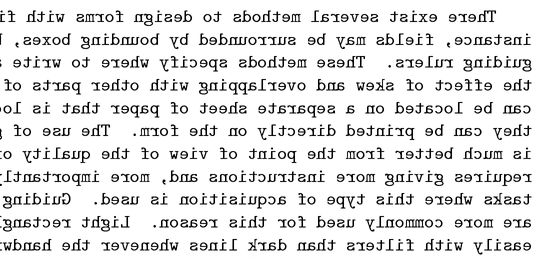 There exist several methods to design forms with fi
instance, fields may be surrounded by bounding boxes,
guiding rulers. These methods specify where to write
the effect of skew and overlapping with other parts of
can be located on a separate sheet of paper that is lo
they can be printed directly on the form. The use of
is much better from the point of view of the quality o
requires giving more instructions and, more importantly
tasks where this type of acquisition is used. Guiding
are more commonly used for this reason. Light rectangl
easily with filters than dark lines whenever the handw